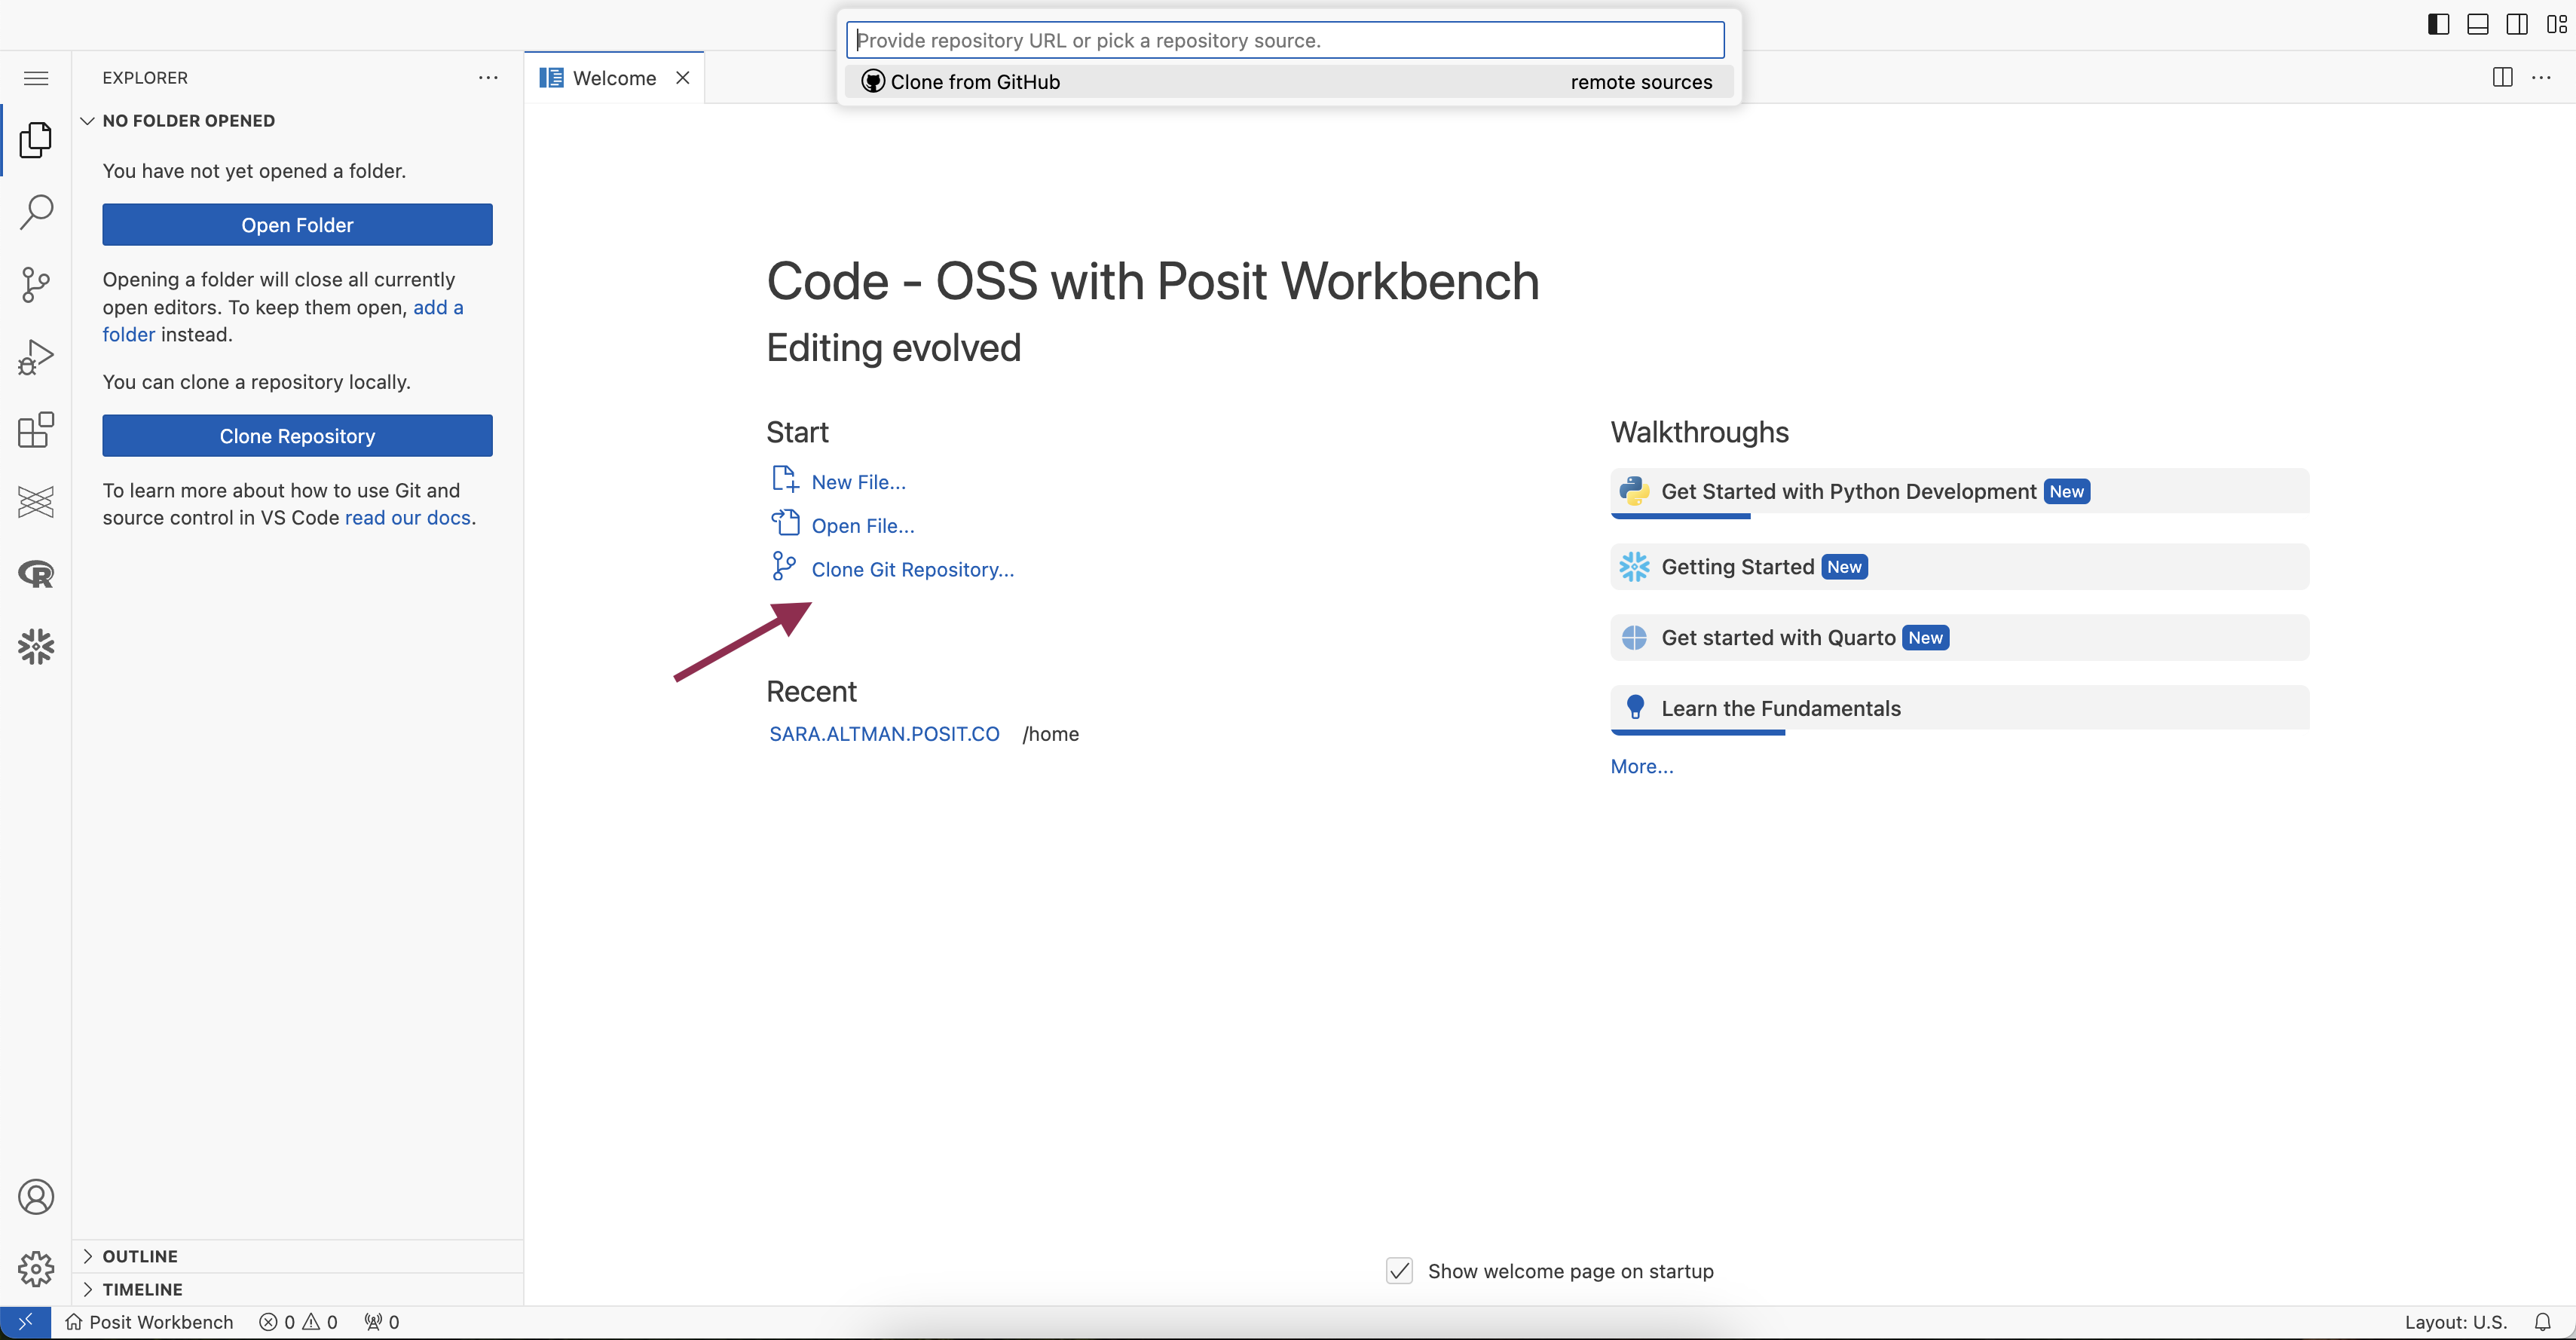 Provide repository URL or pick a repository source.
Clone from GitHub remote sources
EXPLORER
Welcome
NO FOLDER OPENED
You have not yet opened a folder.
Open Folder
Opening a folder will close all currently
open editors. To keep them open, add a
folder instead.
You can clone a repository locally.
Clone Repository
To learn more about how to use Git and
source control in VS Code read our docs.
R
OUTLINE
TIMELINE
Code - OSS with Posit Workbench
Editing evolved
Start
New File...
Open File...
Clone Git Repository...
Recent
SARA.ALTMAN.POSIT.CO /home
Walkthroughs
Get Started with Python Development New
Getting Started New
Get started with Quarto New
Learn the Fundamentals
More...
Show welcome page on startup
Posit Workbench 0 0 0
Layout: U.S.